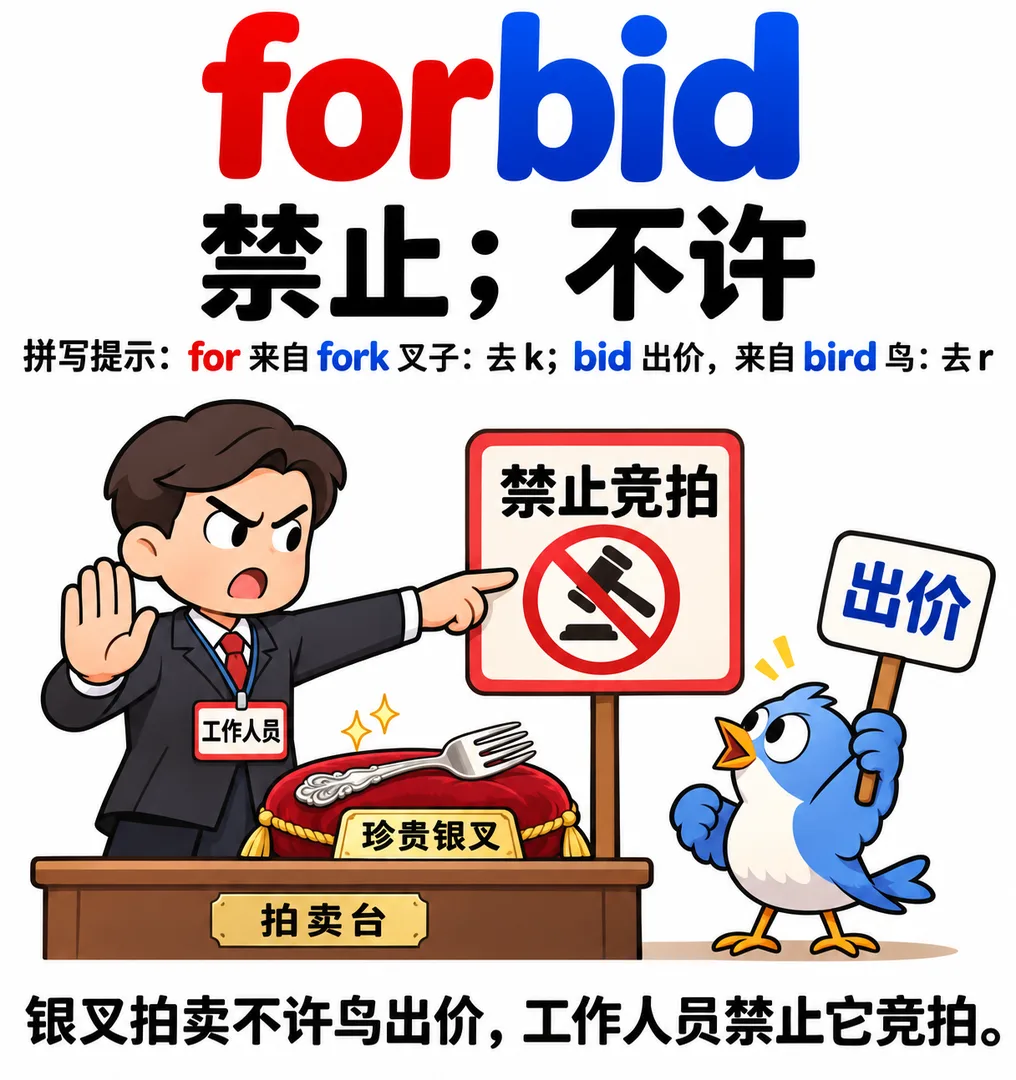 forbid
禁止；不许
拼写提示：for 来自 fork 叉子：去 k；bid 出价，来自 bird 鸟：去 r
禁止竞拍
出价
工作人员
珍贵银叉
拍卖台
银叉拍卖不许鸟出价，工作人员禁止它竞拍。